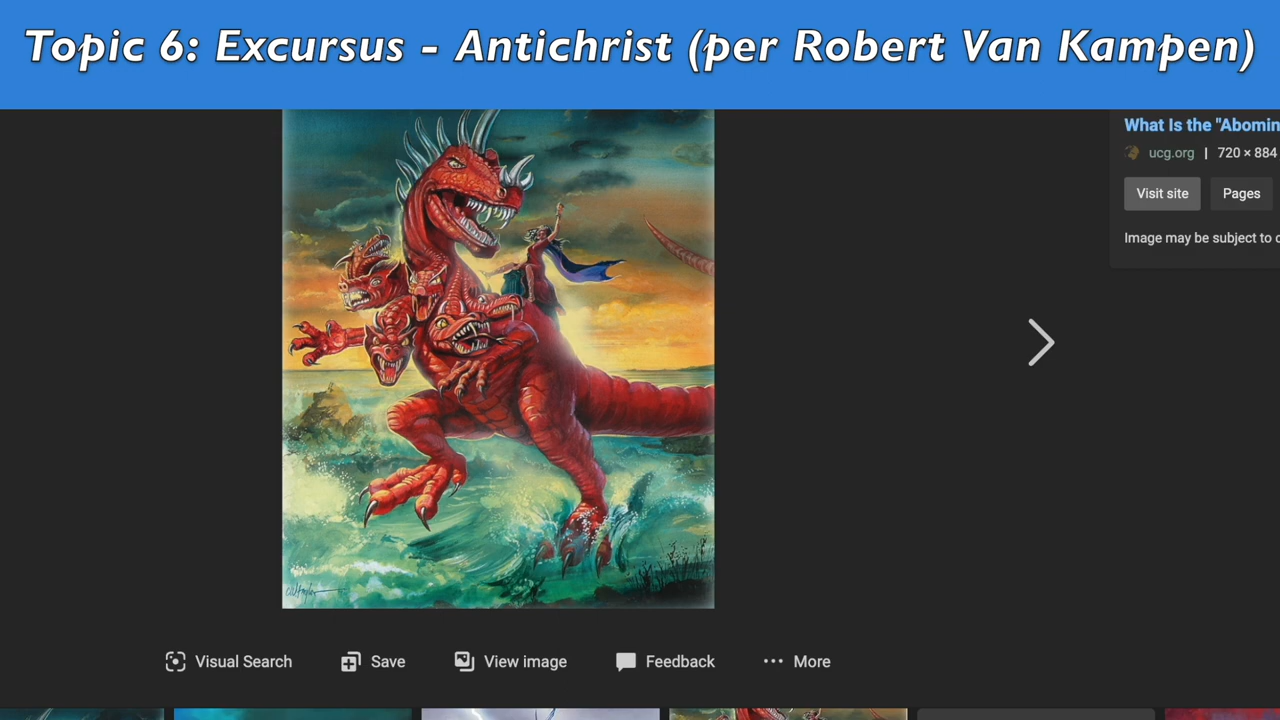 Topic 6: Excursus - Antichrist (per Robert Van Kampen)
What Is the "Abomin
ucg.org | 720 × 884
Visit site
Pages
Image may be subject to c
Visual Search
Save
View image
Feedback
More